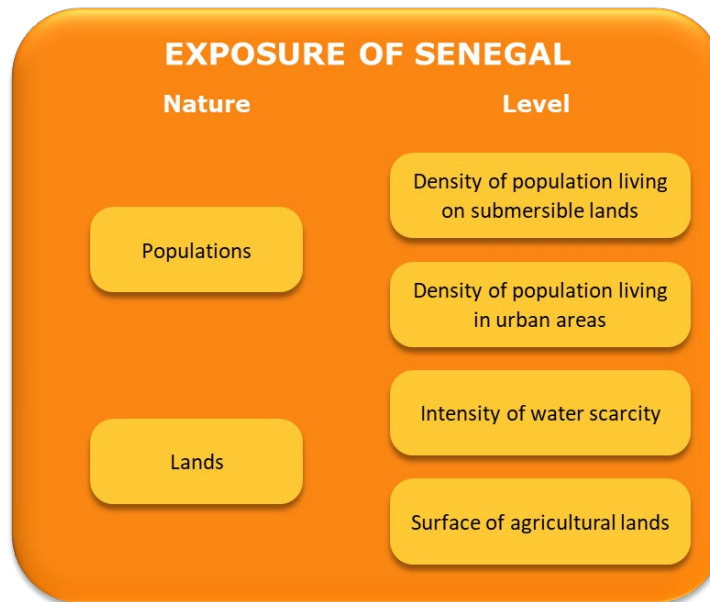 EXPOSURE OF SENEGAL
Nature
Level
Populations
Density of population living
on submersible lands
Density of population living
in urban areas
Lands
Intensity of water scarcity
Surface of agricultural lands